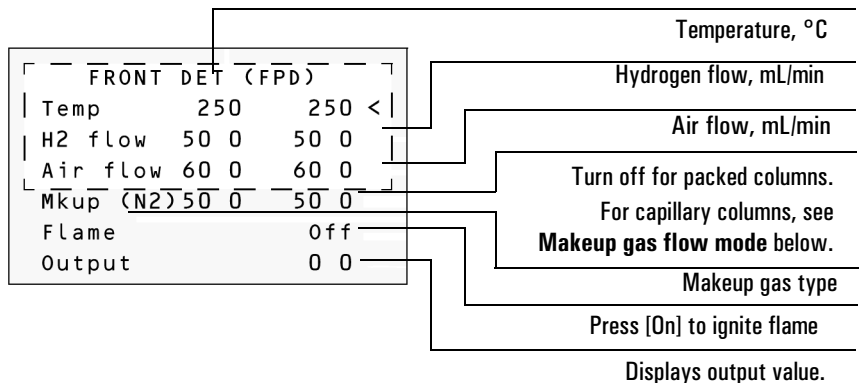 Temperature, °C
FRONT DET (FPD)
Hydrogen flow, mL/min
Temp 250 250 <
H2 flow 50 0 50 0
Air flow, mL/min
Air flow 60 0 60 0
Mkup (N2) 50 0 50 0
Turn off for packed columns.
For capillary columns, see
Makeup gas flow mode below.
Flame Off
Output 0 0
Makeup gas type
Press [On] to ignite flame
Displays output value.